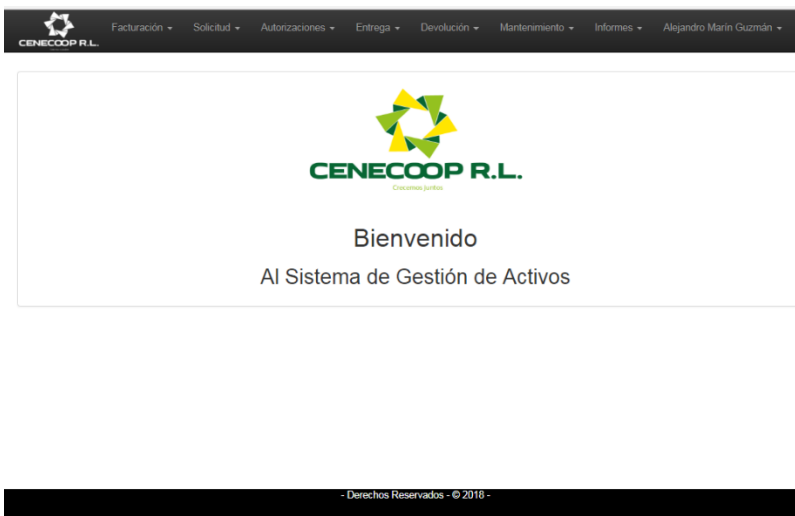 CENECOOP R.L.
Facturación Solicitud Autorizaciones Entrega Devolución Mantenimiento Informes Alejandro Marin Guzmán
CENECOOP R.L.
Crecemos juntos
Bienvenido
Al Sistema de Gestión de Activos
- Derechos Reservados - © 2018 -